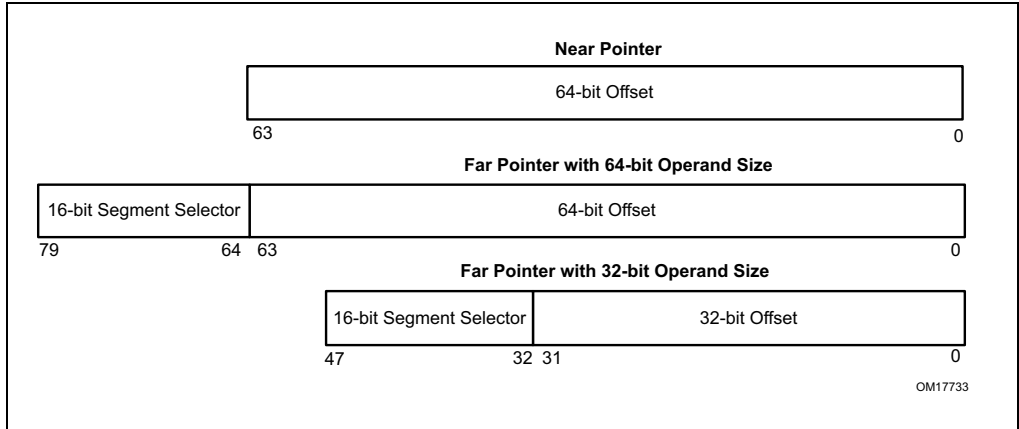 Near Pointer
64-bit Offset
63 0
Far Pointer with 64-bit Operand Size
16-bit Segment Selector 64-bit Offset
79 64 63 0
Far Pointer with 32-bit Operand Size
16-bit Segment Selector 32-bit Offset
47 32 31 0
OM17733